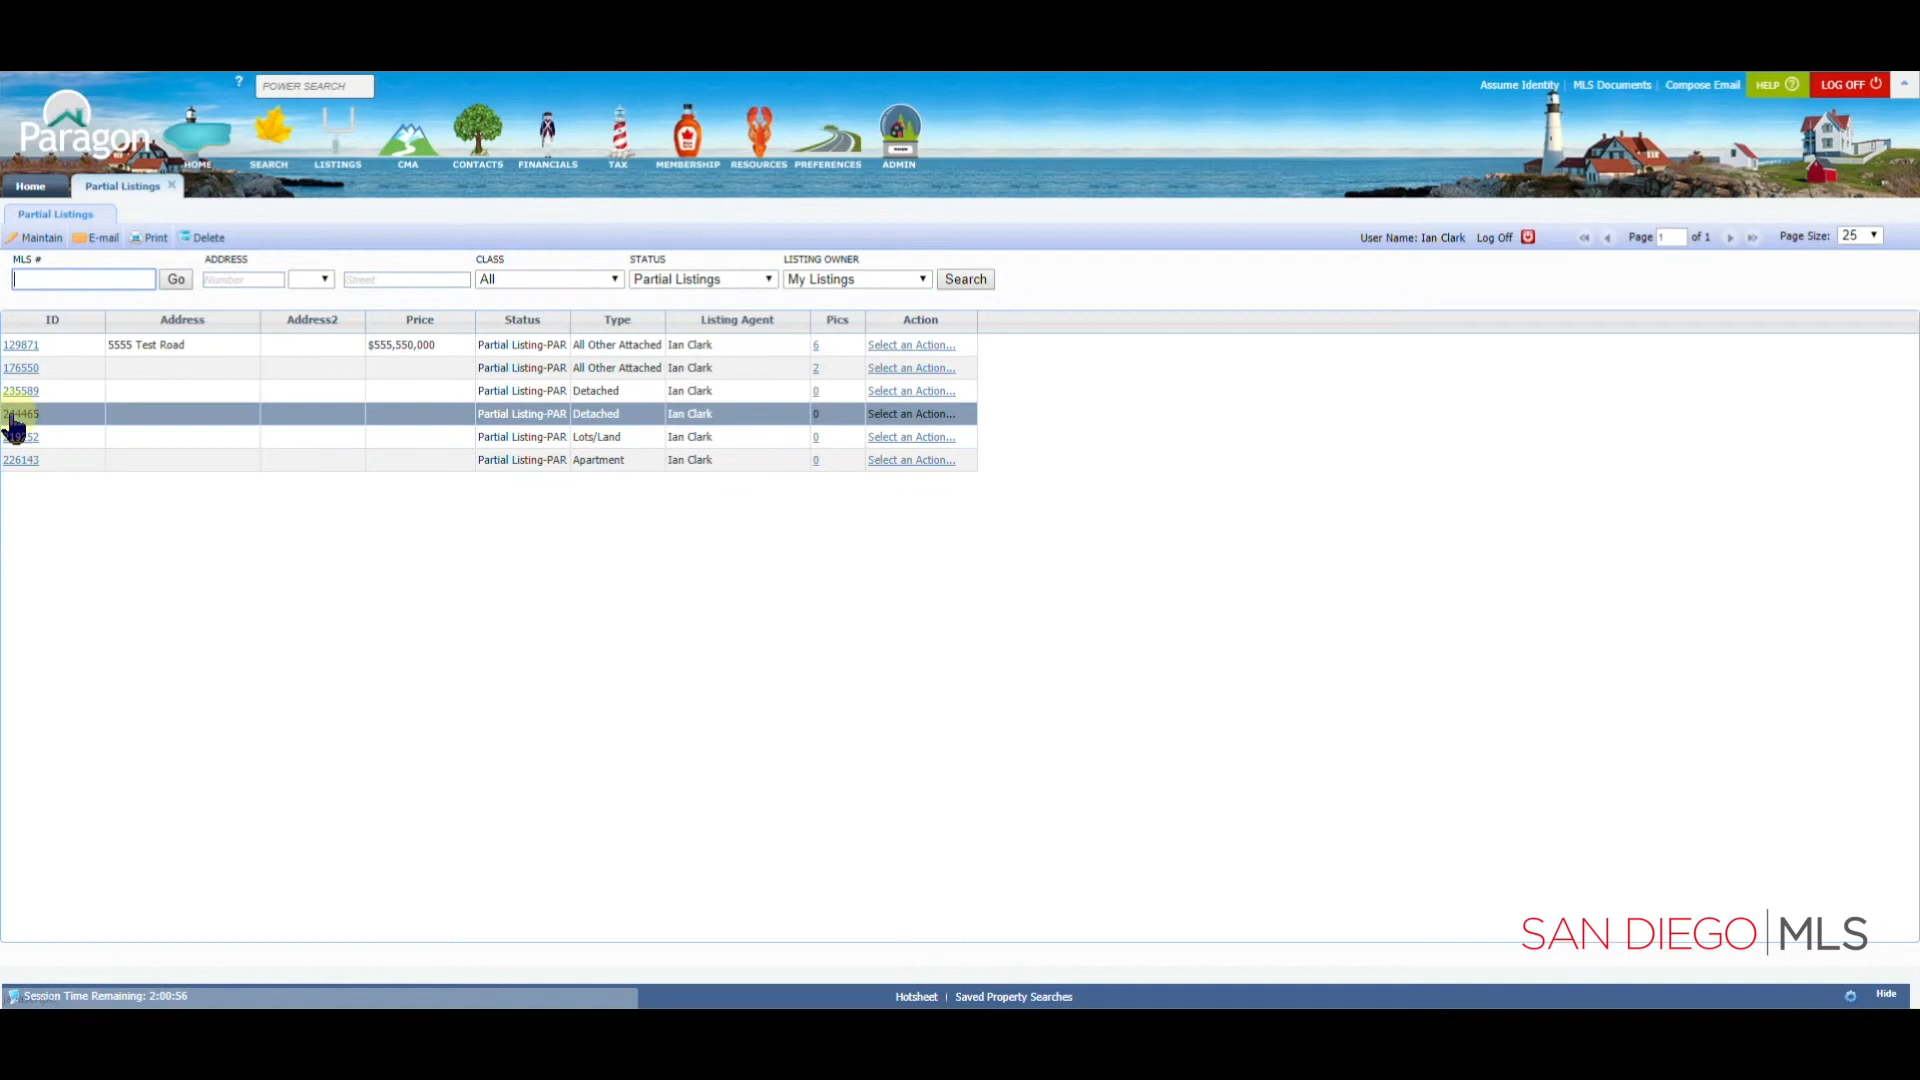 ? POWER SEARCH Assume Identity | MLS Documents | Compose Email HELP ? LOG OFF
Paragon
HOME SEARCH LISTINGS CMA CONTACTS FINANCIALS TAX MEMBERSHIP RESOURCES PREFERENCES ADMIN
Home Partial Listings ×
Partial Listings
Maintain E-mail Print Delete User Name: Ian Clark Log Off Page 1 of 1 Page Size: 25
MLS # ADDRESS CLASS STATUS LISTING OWNER
Go Number Street All Partial Listings My Listings Search
ID Address Address2 Price Status Type Listing Agent Pics Action
129871 5555 Test Road $555,550,000 Partial Listing-PAR All Other Attached Ian Clark 6 Select an Action...
176550 Partial Listing-PAR All Other Attached Ian Clark 2 Select an Action...
235589 Partial Listing-PAR Detached Ian Clark 0 Select an Action...
Partial Listing-PAR Detached Ian Clark 0 Select an Action...
Partial Listing-PAR Lots/Land Ian Clark 0 Select an Action...
226143 Partial Listing-PAR Apartment Ian Clark 0 Select an Action...
SAN DIEGO | MLS
Session Time Remaining: 2:00:56 Hotsheet | Saved Property Searches Hide